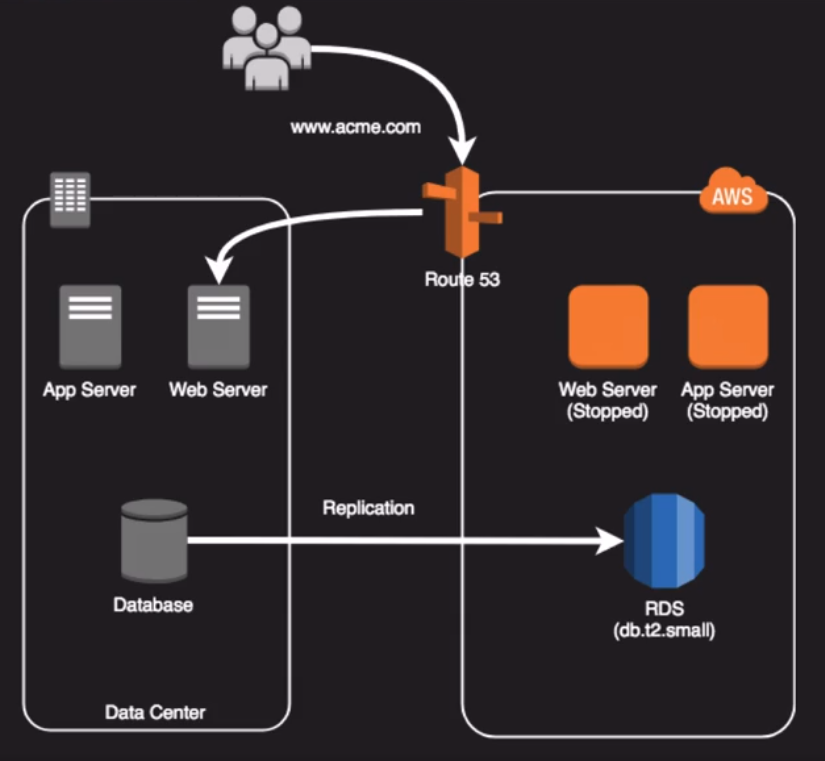 www.acme.com
AWS
Route 53
App Server
Web Server
Web Server
(Stopped)
App Server
(Stopped)
Replication
Database
RDS
(db.t2.small)
Data Center